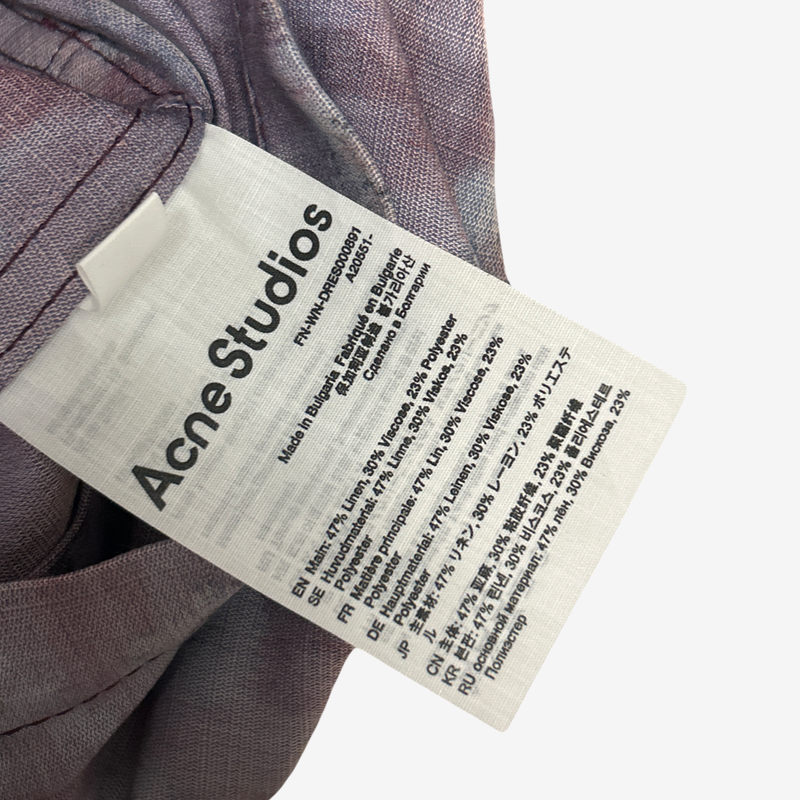 Acne Studios
FN-WN-DRES000691
A20551-
Made in Bulgaria Fabriqué en Bulgarie
保加利亚制造 불가리아산
Сделано в Болгарии
EN Main: 47% Linen, 30% Viscose, 23% Polyester
SE Huvudmaterial: 47% Linne, 30% Viskos, 23%
Polyester
FR Matière principale: 47% Lin, 30% Viscose, 23%
Polyester
DE Hauptmaterial: 47% Leinen, 30% Viskose, 23%
Polyester
JP 主素材: 47% リネン, 30% レーヨン, 23% ポリエステ
ル
CN 主体: 47% 亚麻, 30% 粘胶纤维, 23% 聚酯纤维
KR 본판: 47% 린넨, 30% 비스코스, 23% 폴리에스테르
RU основной материал: 47% лён, 30% Вискоза, 23%
Полиэстер